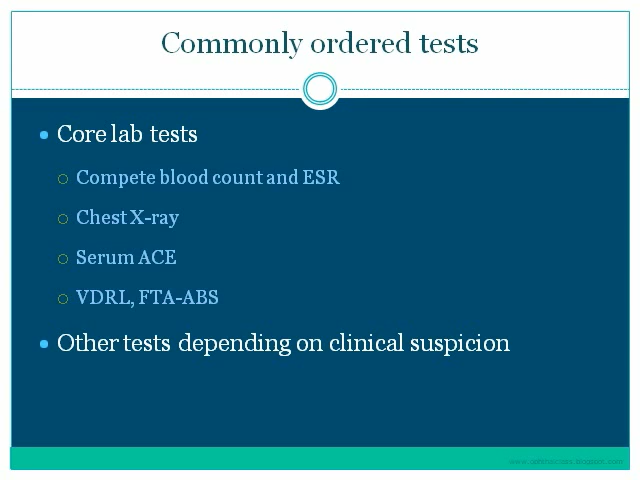 Commonly ordered tests
Core lab tests
Compete blood count and ESR
Chest X-ray
Serum ACE
VDRL, FTA-ABS
Other tests depending on clinical suspicion